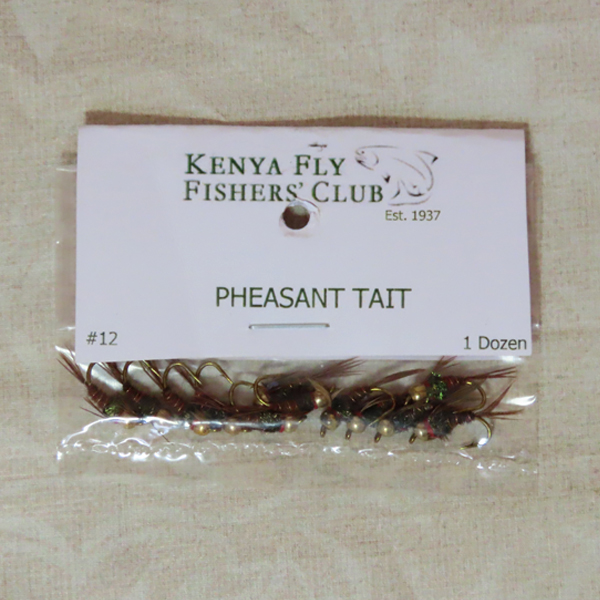 KENYA FLY
FISHERS' CLUB
Est. 1937
PHEASANT TAIT
#12
1 Dozen